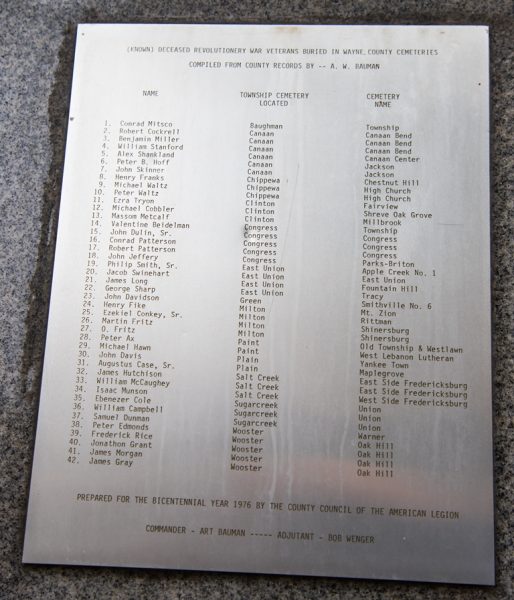 (KNOWN) DECEASED REVOLUTIONERY WAR VETERANS BURIED IN WAYNE COUNTY CEMETERIES
COMPILED FROM COUNTY RECORDS BY -- A. W. BAUMAN
NAME TOWNSHIP CEMETERY CEMETERY
LOCATED NAME
1. Conrad Mitsco Baughman Township
2. Robert Cockrell Canaan Canaan Bend
3. Benjamin Miller Canaan Canaan Bend
4. William Stanford Canaan Canaan Bend
5. Alex Shankland Canaan Canaan Center
6. Peter B. Hoff Canaan Jackson
7. John Skinner Canaan Jackson
8. Henry Franks Chippewa Chestnut Hill
9. Michael Waltz Chippewa High Church
10. Peter Waltz Chippewa High Church
11. Ezra Tryon Clinton Fairview
12. Michael Cobbler Clinton Shreve Oak Grove
13. Massom Metcalf Clinton Millbrook
14. Valentine Beidelman Congress Township
15. John Dulin, Sr. Congress Congress
16. Conrad Patterson Congress Congress
17. Robert Patterson Congress Congress
18. John Jeffery Congress Parks-Briton
19. Philip Smith, Sr. East Union Apple Creek No. 1
20. Jacob Swinehart East Union East Union
21. James Long East Union Fountain Hill
22. George Sharp East Union Tracy
23. John Davidson Green Smithville No. 6
24. Henry Fike Milton Mt. Zion
25. Ezekiel Conkey, Sr. Milton Rittman
26. Martin Fritz Milton Shinersburg
27. O. Fritz Milton Shinersburg
28. Peter Ax Paint Old Township & Westlawn
29. Michael Hawn Paint West Lebanon Lutheran
30. John Davis Plain Yankee Town
31. Augustus Case, Sr. Plain Maplegrove
32. James Hutchison Salt Creek East Side Fredericksburg
33. William McCaughey Salt Creek East Side Fredericksburg
34. Isaac Munson Salt Creek West Side Fredericksburg
35. Ebenezer Cole Sugarcreek Union
36. William Campbell Sugarcreek Union
37. Samuel Dunman Sugarcreek Union
38. Peter Edmonds Wooster Warner
39. Frederick Rice Wooster Oak Hill
40. Jonathon Grant Wooster Oak Hill
41. James Morgan Wooster Oak Hill
42. James Gray Wooster Oak Hill
PREPARED FOR THE BICENTENNIAL YEAR 1976 BY THE COUNTY COUNCIL OF THE AMERICAN LEGION
COMMANDER - ART BAUMAN ----- ADJUTANT - BOB WENGER